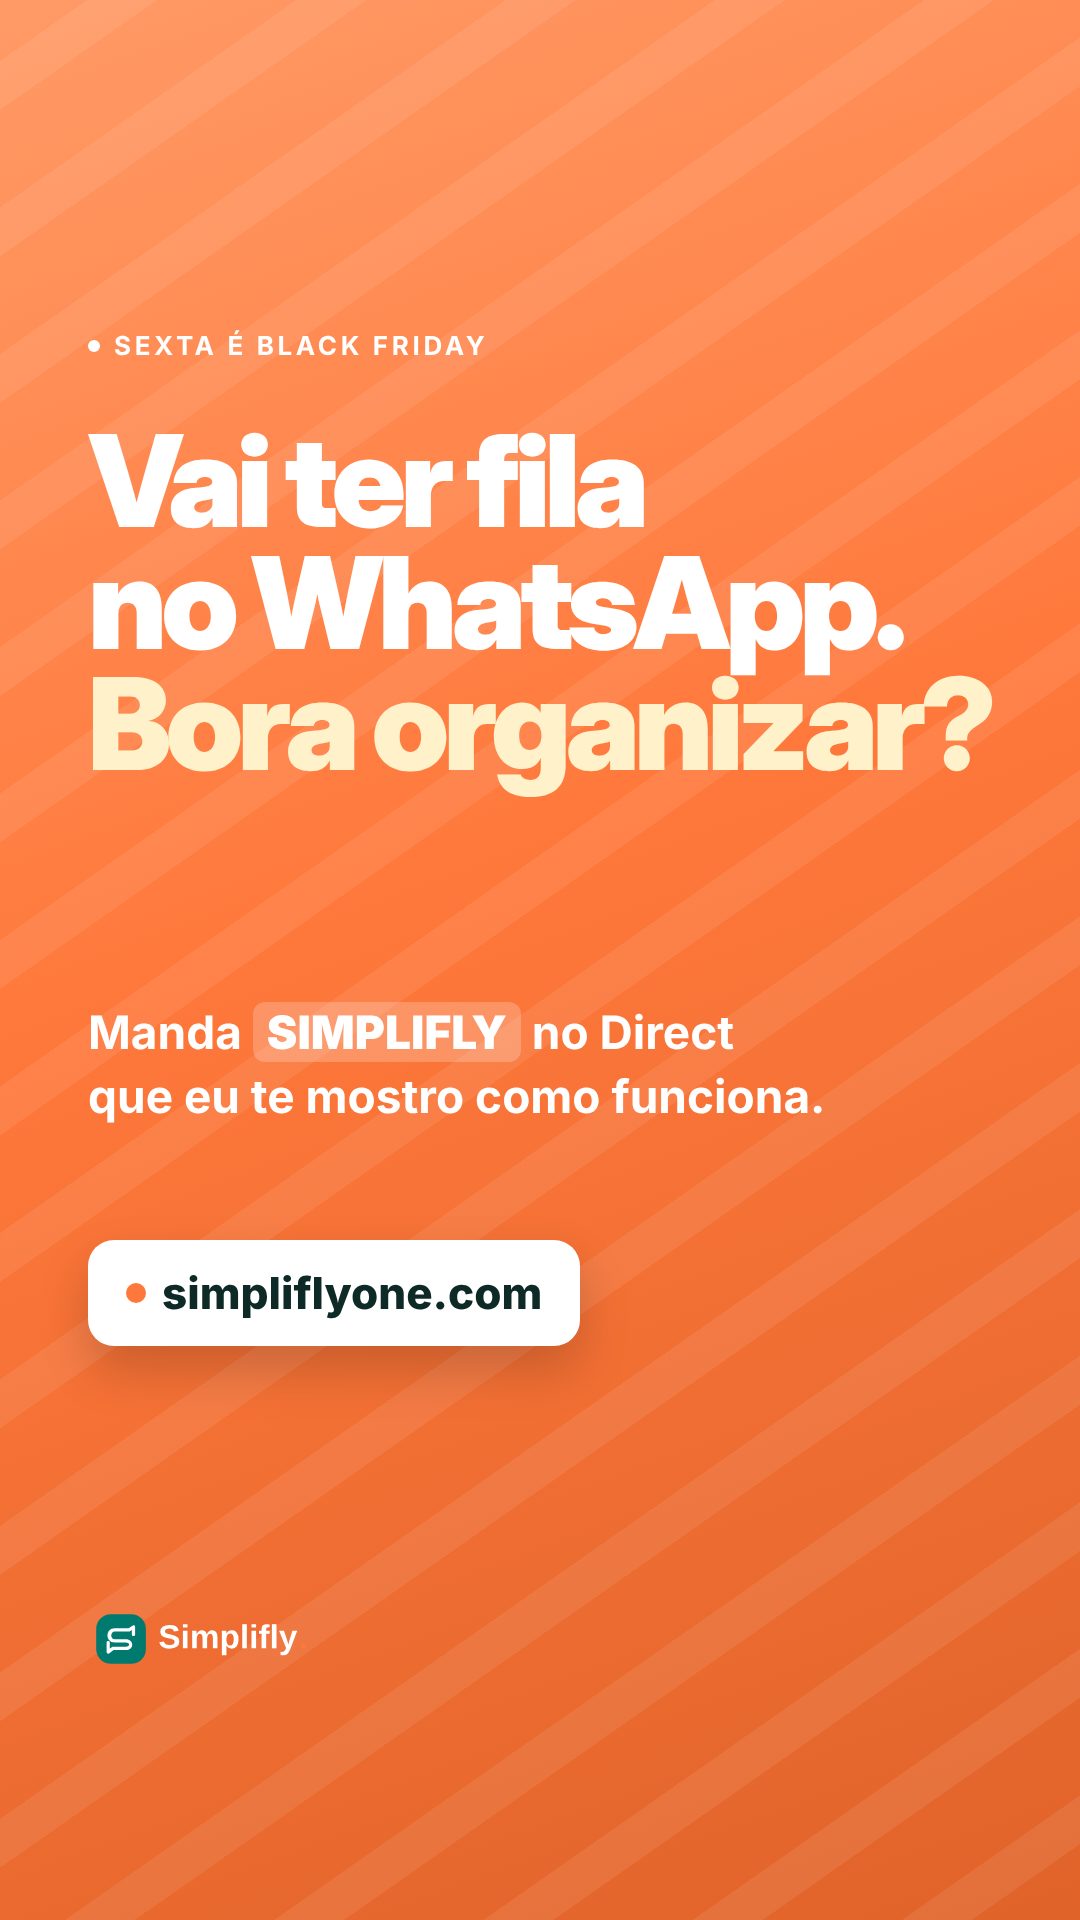 SEXTA É BLACK FRIDAY
Vai ter fila
no WhatsApp.
Bora organizar?
Manda SIMPLIFLY no Direct
que eu te mostro como funciona.
simpliflyone.com
Simplifly